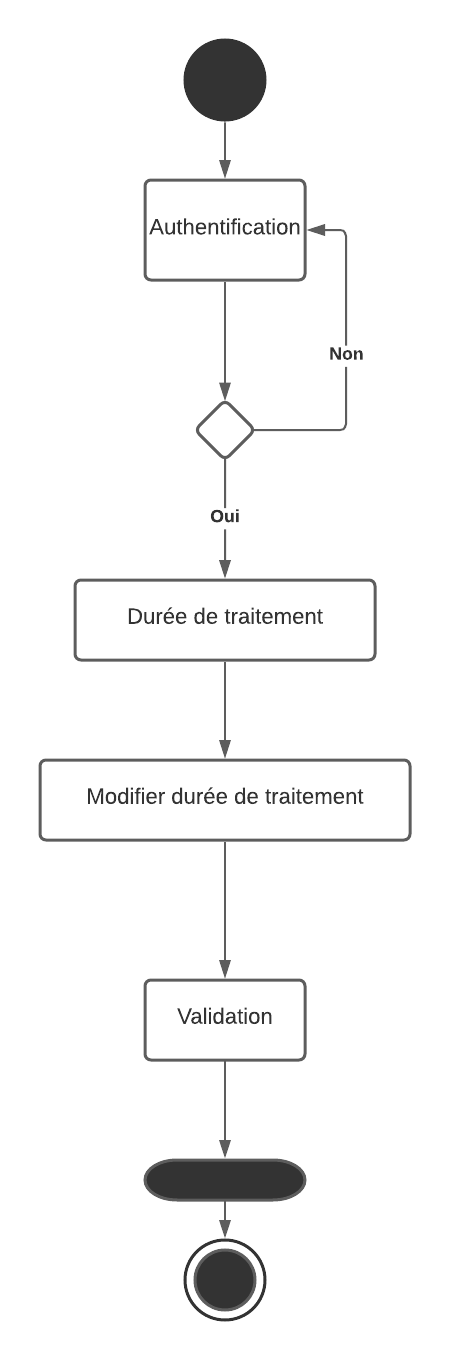 Authentification
Non
Oui
Durée de traitement
Modifier durée de traitement
Validation